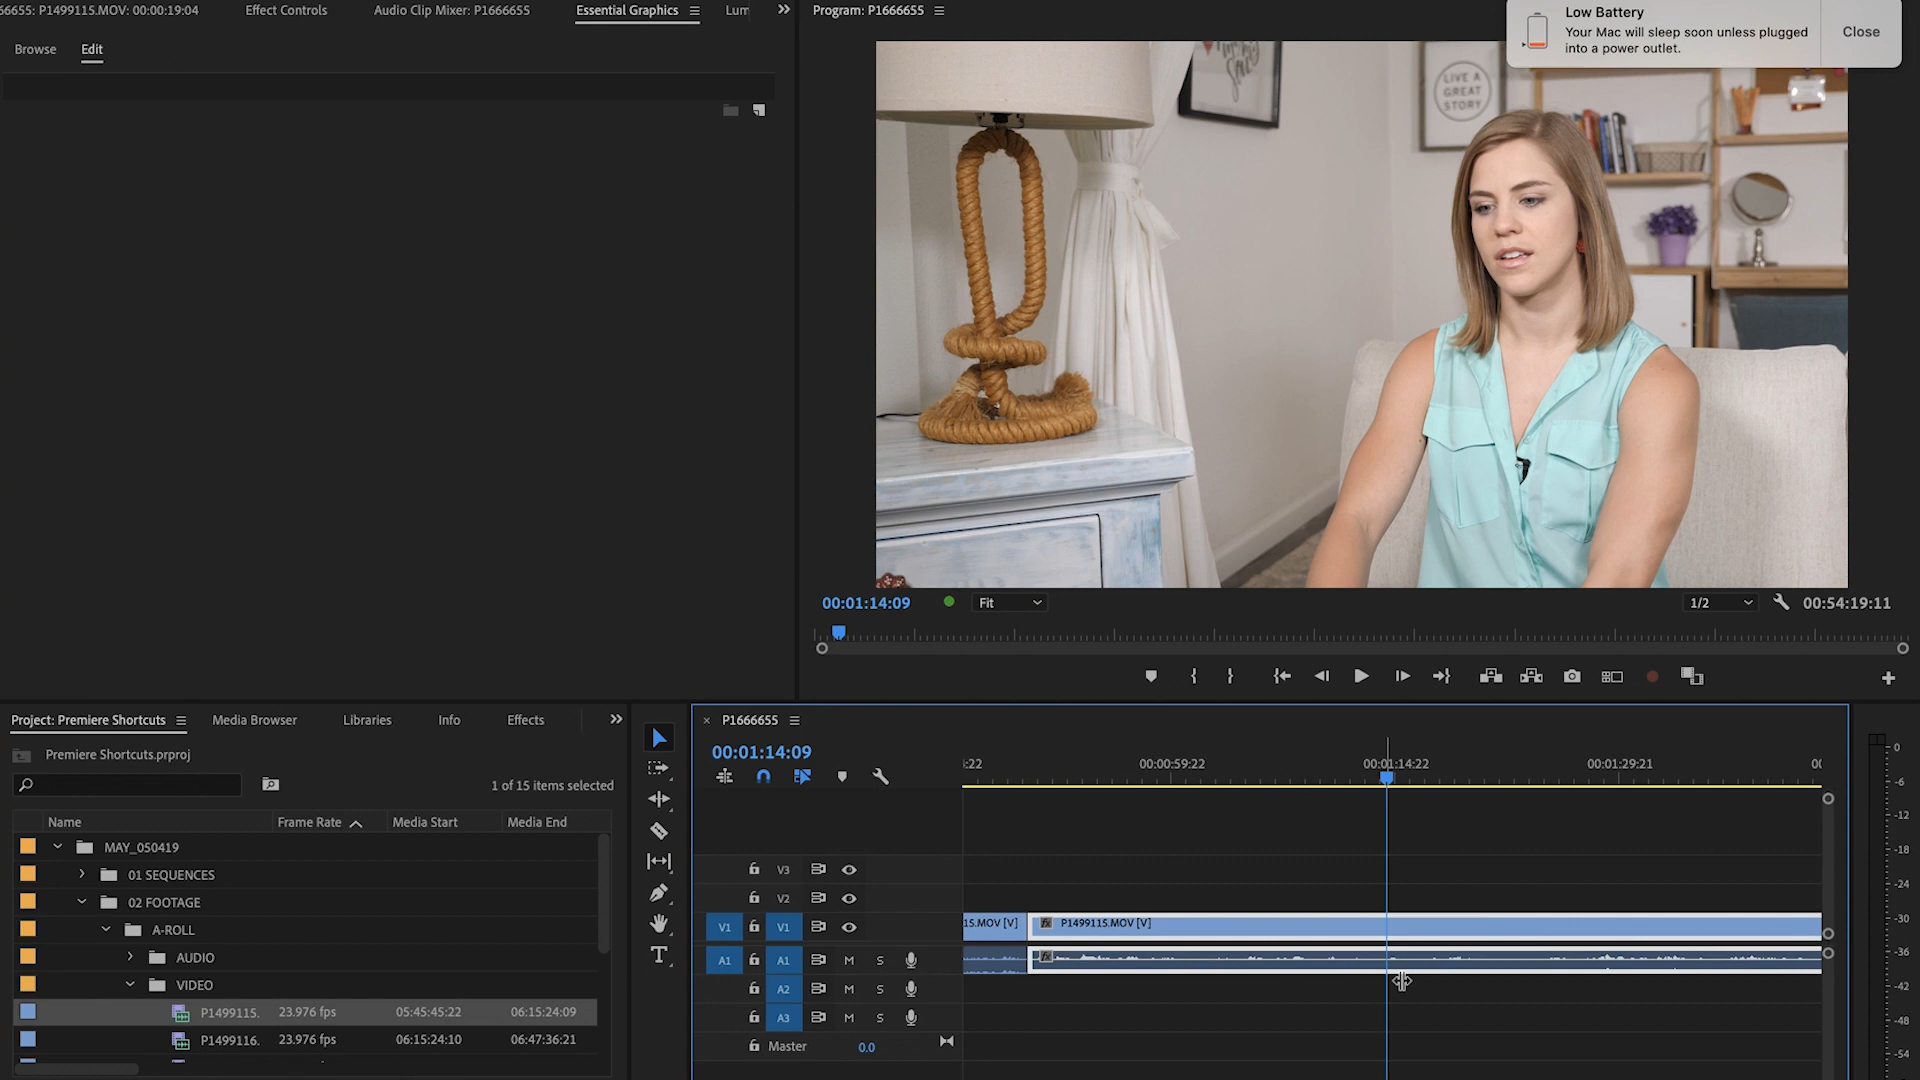 6655: P1499115.MOV: 00:00:19:04
Effect Controls
Audio Clip Mixer: P1666655
Essential Graphics
Lum
Program: P1666655
Low Battery
Your Mac will sleep soon unless plugged
into a power outlet.
Close
Browse
Edit
LIVE A
GREAT
STORY
00:01:14:09
Fit
1/2
00:54:19:11
Project: Premiere Shortcuts
Media Browser
Libraries
Info
Effects
P1666655
Premiere Shortcuts.prproj
00:01:14:09
1 of 15 items selected
:22
00:00:59:22
00:01:14:22
00:01:29:21
00
Name
Frame Rate
Media Start
Media End
MAY_050419
01 SEQUENCES
02 FOOTAGE
A-ROLL
AUDIO
VIDEO
P1499115.
23.976 fps
05:45:45:22
06:15:24:09
P1499116.
23.976 fps
06:15:24:10
06:47:36:21
V3
V2
V1
V1
15.MOV [V]
fx
P1499115.MOV [V]
A1
A1
M
S
fx
A2
M
S
A3
M
S
Master
0.0
0
-6
-12
-18
-24
-30
-36
-42
-48
-54